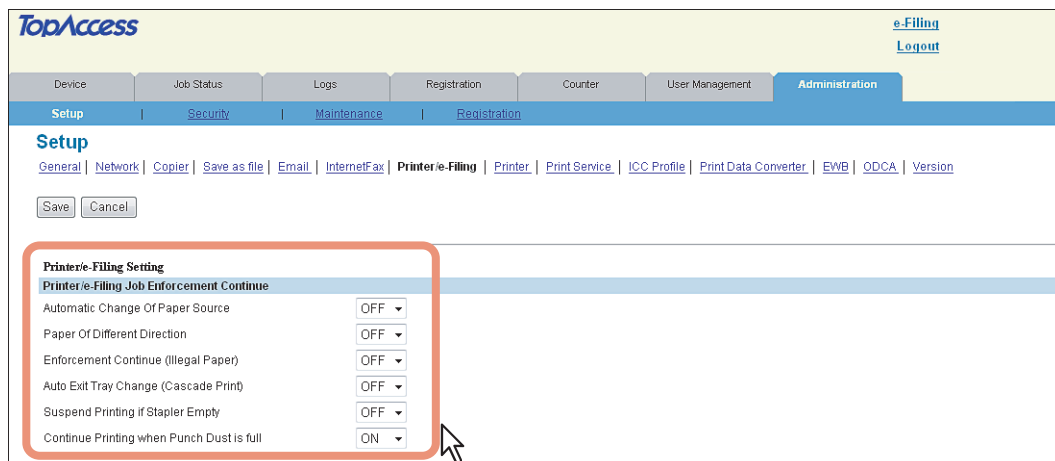 TopAccess
e-Filing
Logout
Device Job Status Logs Registration Counter User Management Administration
Setup | Security | Maintenance | Registration
Setup
General | Network | Copier | Save as file | Email | InternetFax | Printer/e-Filing | Printer | Print Service | ICC Profile | Print Data Converter | EWB | ODCA | Version
Save Cancel
Printer/e-Filing Setting
Printer/e-Filing Job Enforcement Continue
Automatic Change Of Paper Source OFF
Paper Of Different Direction OFF
Enforcement Continue (Illegal Paper) OFF
Auto Exit Tray Change (Cascade Print) OFF
Suspend Printing if Stapler Empty OFF
Continue Printing when Punch Dust is full ON